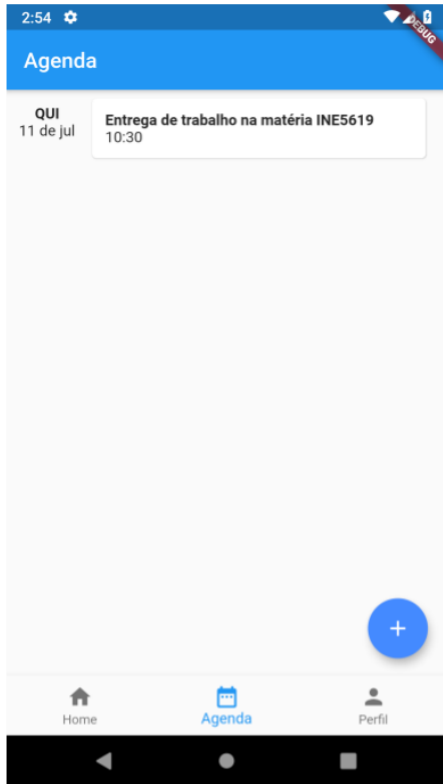 2:54
DEBUG
Agenda
QUI
11 de jul
Entrega de trabalho na matéria INE5619
10:30
+
Home
Agenda
Perfil